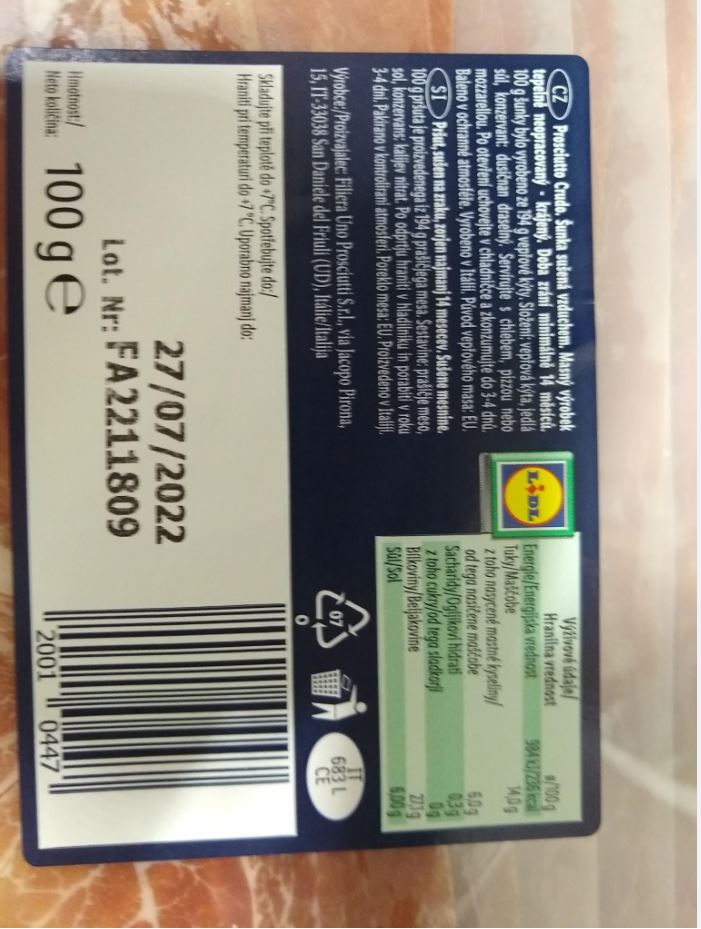 CZ Prosciutto Crudo. Šunka sušená vzduchem. Masný výrobek
tepelně neopracovaný - krájený. Doba zrání minimálně 14 měsíců.
100 g šunky bylo vyrobeno ze 194 g vepřové kýty. Složení: vepřová kýta, jedlá
sůl, konzervant: dusičnan draselný. Servírujte s chlebem, pizzou nebo
mozzarellou. Po otevření uchovejte v chladničce a zkonzumujte do 3-4 dnů.
Baleno v ochranné atmosféře. Vyrobeno v Itálii. Původ vepřového masa: EU.
SI Pršut, sušen na zraku, zorjen najmanj 14 mesecev. Sušene mesnine.
100 g pršuta je proizvedenega iz 194 g prašičjega mesa. Sestavine: prašičje meso,
sol, konzervans: kalijev nitrat. Po odprtju hraniti v hladilniku in porabiti v roku
3-4 dni. Pakirano v kontrolirani atmosferi. Poreklo mesa: EU. Proizvedeno v Italiji.
Výrobce:/Proizvajalec: Fillera Uno Prosciutti S.r.l., via Jacopo Pirona,
15, IT-33038 San Daniele del Friuli (UD), Itálie/Italija
Skladujte při teplotě do +7°C. Spotřebujte do:/
Hraniti pri temperaturi do +7 °C. Uporabno najmanj do:
27/07/2022
Lot. Nr: FA2211809
Hmotnost:/
Neto količina:
100 g e
LIDL
Výživové údaje/
Hranilna vrednost g/100 g
Energie/Energijska vrednost 984 kJ/236 kcal
Tuky/Maščobe 14,0 g
z toho nasycené mastné kyseliny/
od tega nasičene maščobe 6,0 g
Sacharidy/Ogljikovi hidrati 0,3 g
z toho cukry/od tega sladkorji 0 g
Bílkoviny/Beljakovine 27,1 g
Sůl/Sol 6,00 g
07
O
IT
683 L
CE
2001 0447